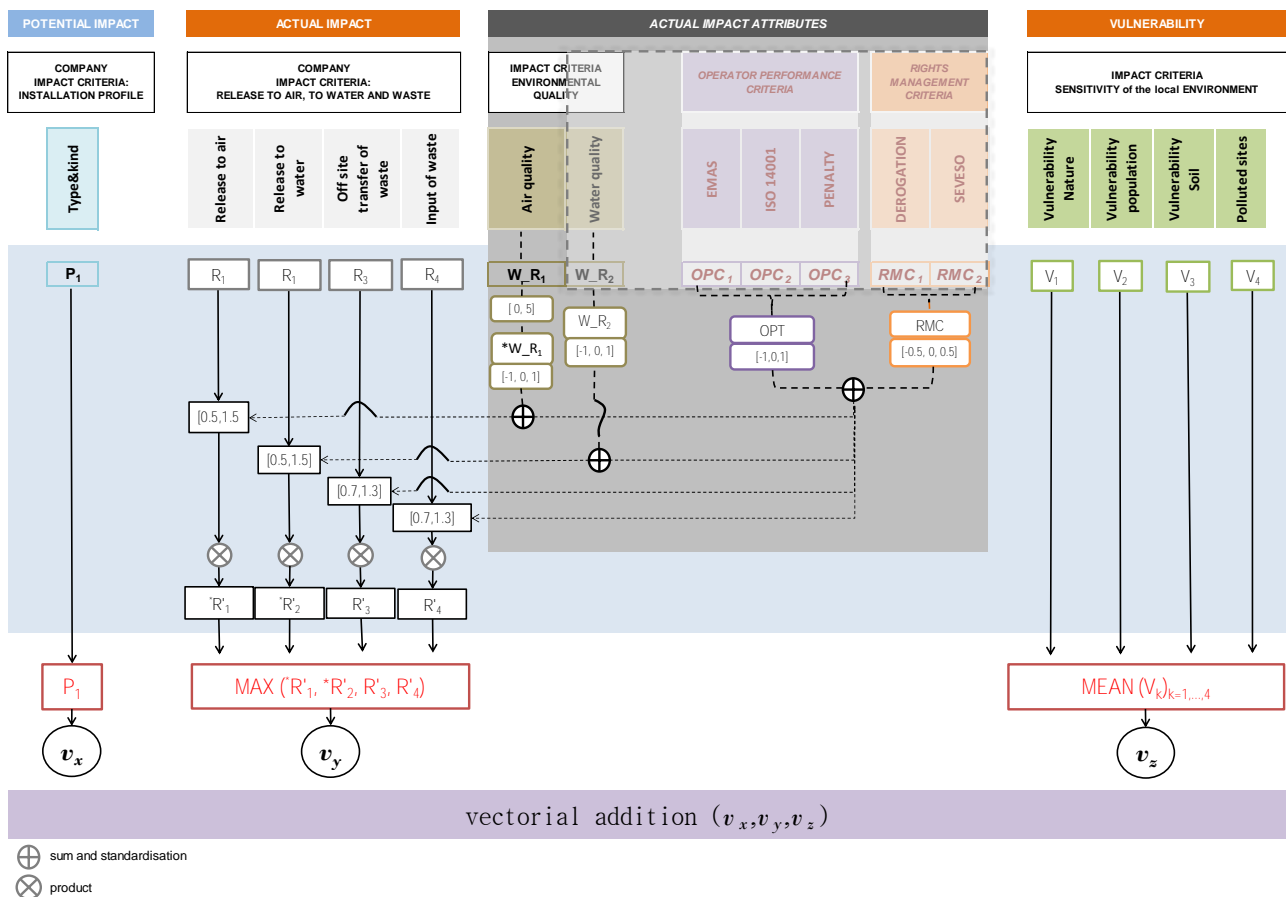 POTENTIAL IMPACT
ACTUAL IMPACT
ACTUAL IMPACT ATTRIBUTES
VULNERABILITY
COMPANY
IMPACT CRITERIA:
INSTALLATION PROFILE
COMPANY
IMPACT CRITERIA:
RELEASE TO AIR, TO WATER AND WASTE
IMPACT CRITERIA
ENVIRONMENTAL
QUALITY
OPERATOR PERFORMANCE
CRITERIA
RIGHTS
MANAGEMENT
CRITERIA
IMPACT CRITERIA
SENSITIVITY of the local ENVIRONMENT
Type&kind
Release to air
Release to
water
Off site
transfer of
waste
Input of waste
Air quality
Water quality
EMAS
ISO 14001
PENALTY
DEROGATION
SEVESO
Vulnerability
Nature
Vulnerability
population
Vulnerability
Soil
Polluted sites
P1
R1
R1
R3
R4
W_R1
W_R2
OPC1
OPC2
OPC3
RMC1
RMC2
V1
V2
V3
V4
[0, 5]
*W_R1
[-1, 0, 1]
W_R2
[-1, 0, 1]
OPT
[-1,0,1]
RMC
[-0.5, 0, 0.5]
[0.5,1.5
[0.5,1.5]
[0.7,1.3]
[0.7,1.3]
*R'1
*R'2
R'3
R'4
P1
MAX (*R'1, *R'2, R'3, R'4)
MEAN (Vk)k=1,...,4
vx
vy
vz
vectorial addition (vx,vy,vz)
sum and standardisation
product